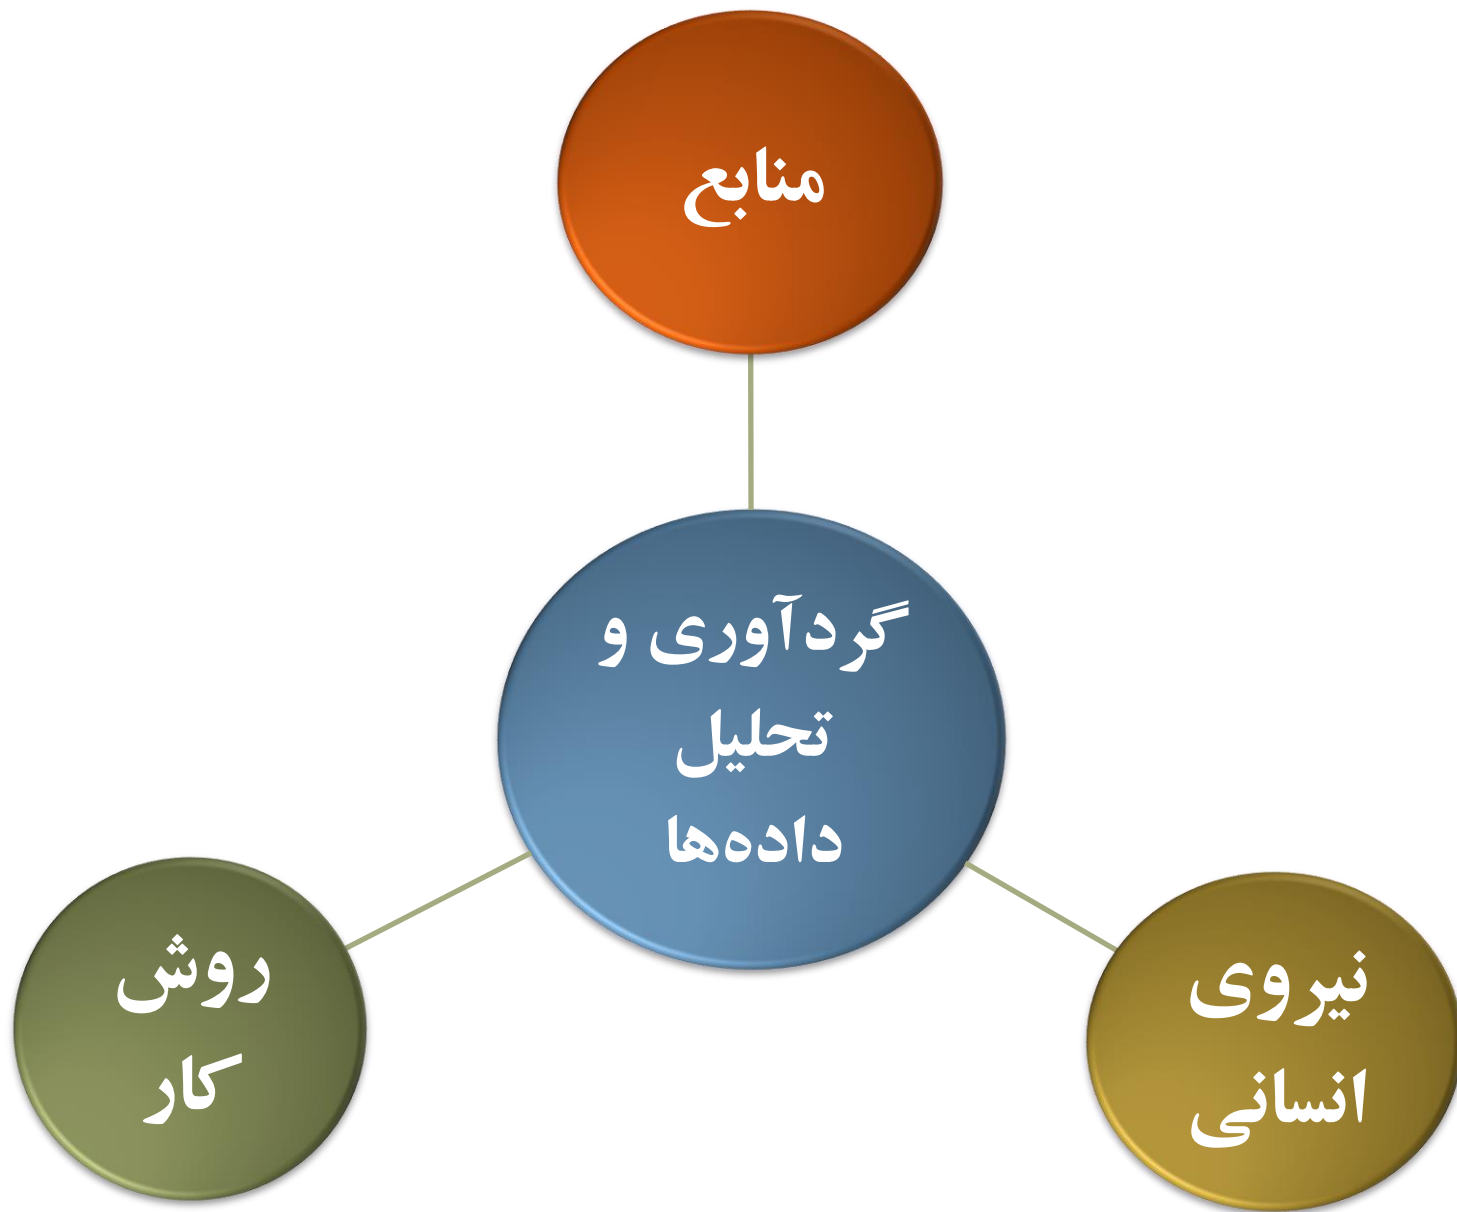 منابع
گردآوری و
تحلیل
داده‌ها
نیروی
انسانی
روش
کار